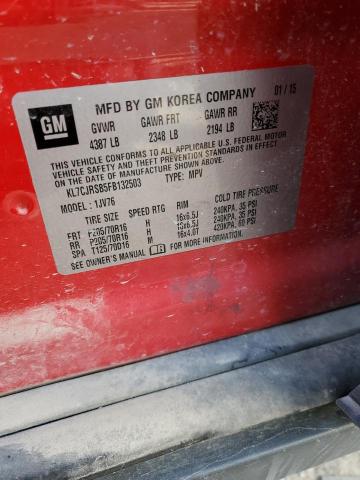 MFD BY GM KOREA COMPANY 01/15
GM
GVWR GAWR FRT GAWR RR
4387 LB 2348 LB 2194 LB
THIS VEHICLE CONFORMS TO ALL APPLICABLE U.S. FEDERAL MOTOR
VEHICLE SAFETY AND THEFT PREVENTION STANDARDS
IN EFFECT ON THE DATE OF MANUFACTURE SHOWN ABOVE.
KL7CJRSB5FB132503 TYPE: MPV
MODEL: 1JV76
TIRE SIZE SPEED RTG RIM COLD TIRE PRESSURE
FRT P205/70R16 H 16x6.5J 240KPA, 35 PSI
RR P205/70R16 H 16x6.5J 240KPA, 35 PSI
SPA T125/70D16 M 16x4.0T 420KPA, 60 PSI
SEE OWNER'S MANUAL